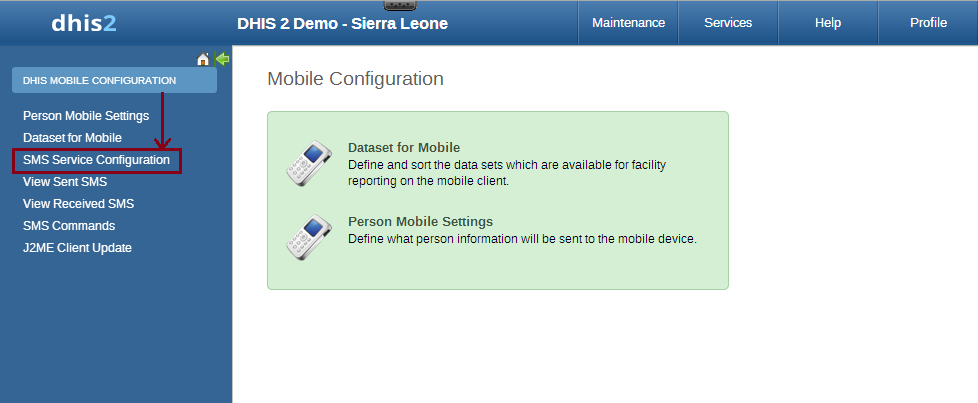 dhis2
DHIS 2 Demo - Sierra Leone
Maintenance
Services
Help
Profile
DHIS MOBILE CONFIGURATION
Person Mobile Settings
Dataset for Mobile
SMS Service Configuration
View Sent SMS
View Received SMS
SMS Commands
J2ME Client Update
Mobile Configuration
Dataset for Mobile
Define and sort the data sets which are available for facility
reporting on the mobile client.
Person Mobile Settings
Define what person information will be sent to the mobile device.